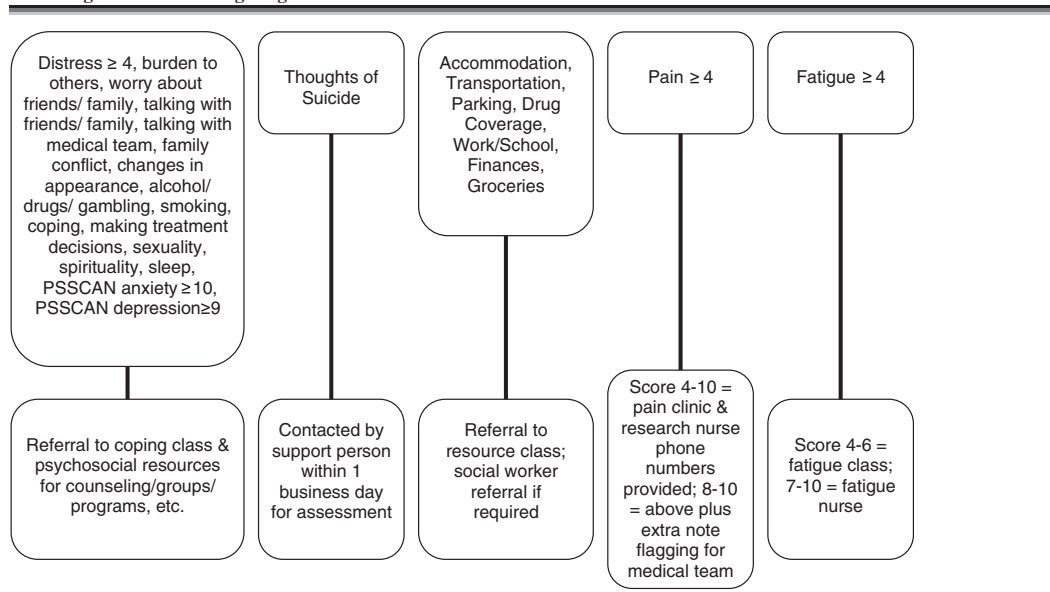 Distress ≥ 4, burden to
others, worry about
friends/ family, talking with
friends/ family, talking with
medical team, family
conflict, changes in
appearance, alcohol/
drugs/ gambling, smoking,
coping, making treatment
decisions, sexuality,
spirituality, sleep,
PSSCAN anxiety ≥10,
PSSCAN depression≥9
Thoughts of
Suicide
Accommodation,
Transportation,
Parking, Drug
Coverage,
Work/School,
Finances,
Groceries
Pain ≥ 4
Fatigue ≥ 4
Referral to coping class &
psychosocial resources
for counseling/groups/
programs, etc.
Contacted by
support person
within 1
business day
for assessment
Referral to
resource class;
social worker
referral if
required
Score 4-10 =
pain clinic &
research nurse
phone
numbers
provided; 8-10
= above plus
extra note
flagging for
medical team
Score 4-6 =
fatigue class;
7-10 = fatigue
nurse